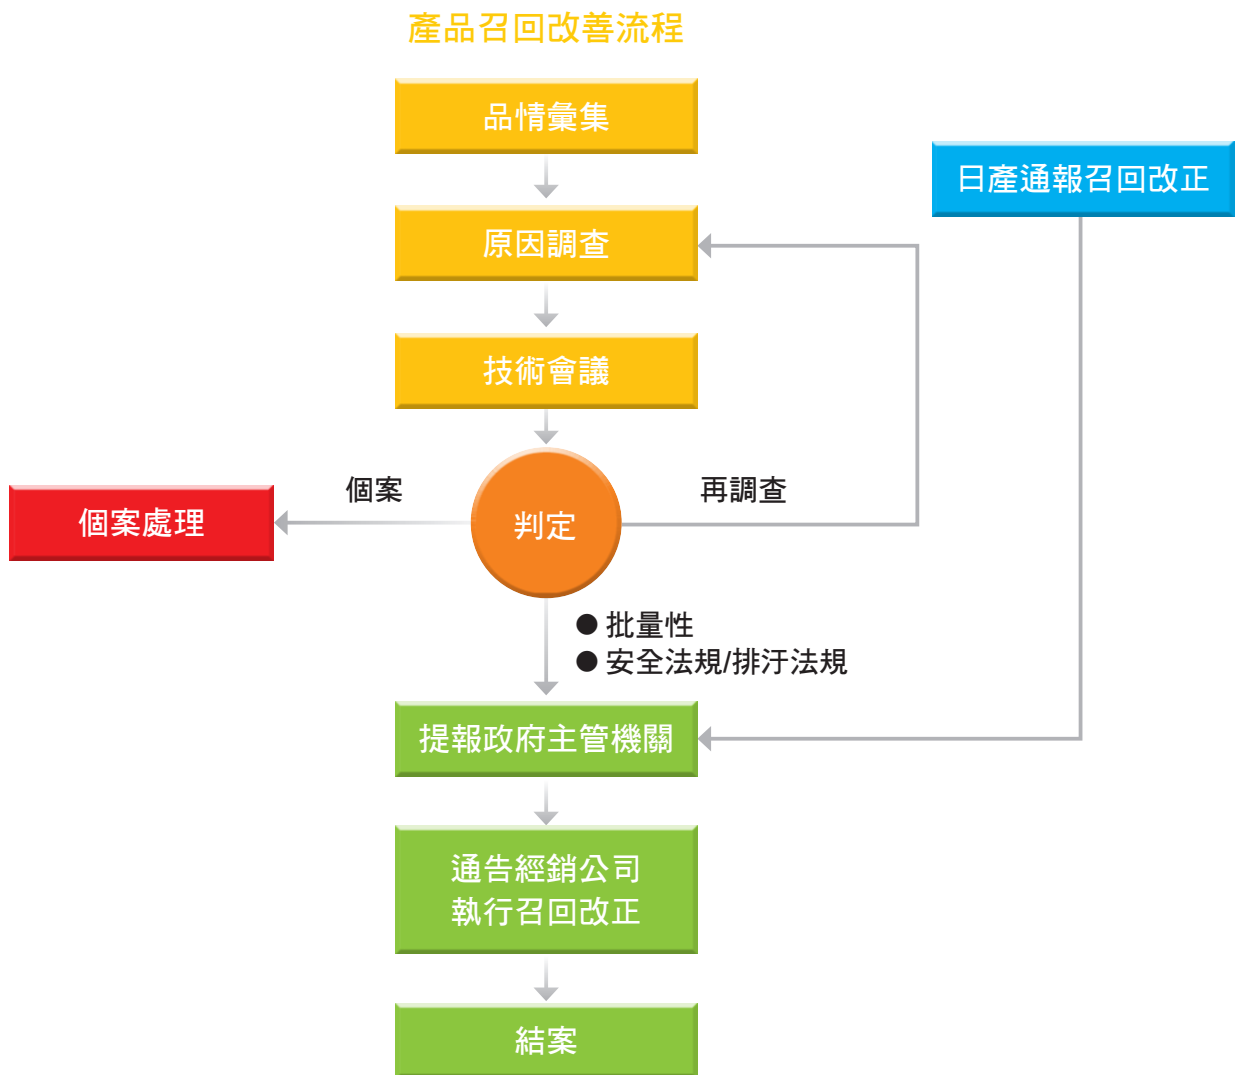 產品召回改善流程
品情彙集
日產通報召回改正
原因調查
技術會議
個案
再調查
個案處理
判定
● 批量性
● 安全法規/排汙法規
提報政府主管機關
通告經銷公司
執行召回改正
結案